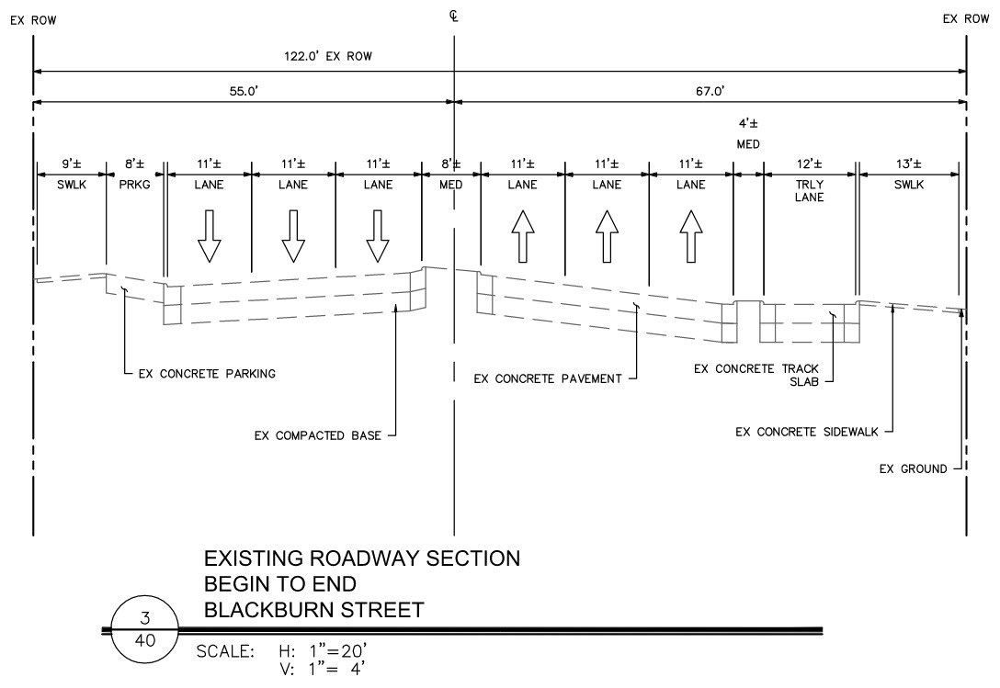 EX ROW
℄
EX ROW
122.0' EX ROW
55.0'
67.0'
4'±
MED
9'±
SWLK
8'±
PRKG
11'±
LANE
11'±
LANE
11'±
LANE
8'±
MED
11'±
LANE
11'±
LANE
11'±
LANE
12'±
TRLY
LANE
13'±
SWLK
EX CONCRETE PARKING
EX COMPACTED BASE
EX CONCRETE PAVEMENT
EX CONCRETE TRACK
SLAB
EX CONCRETE SIDEWALK
EX GROUND
EXISTING ROADWAY SECTION
BEGIN TO END
BLACKBURN STREET
3
40
SCALE: H: 1"=20'
V: 1"= 4'